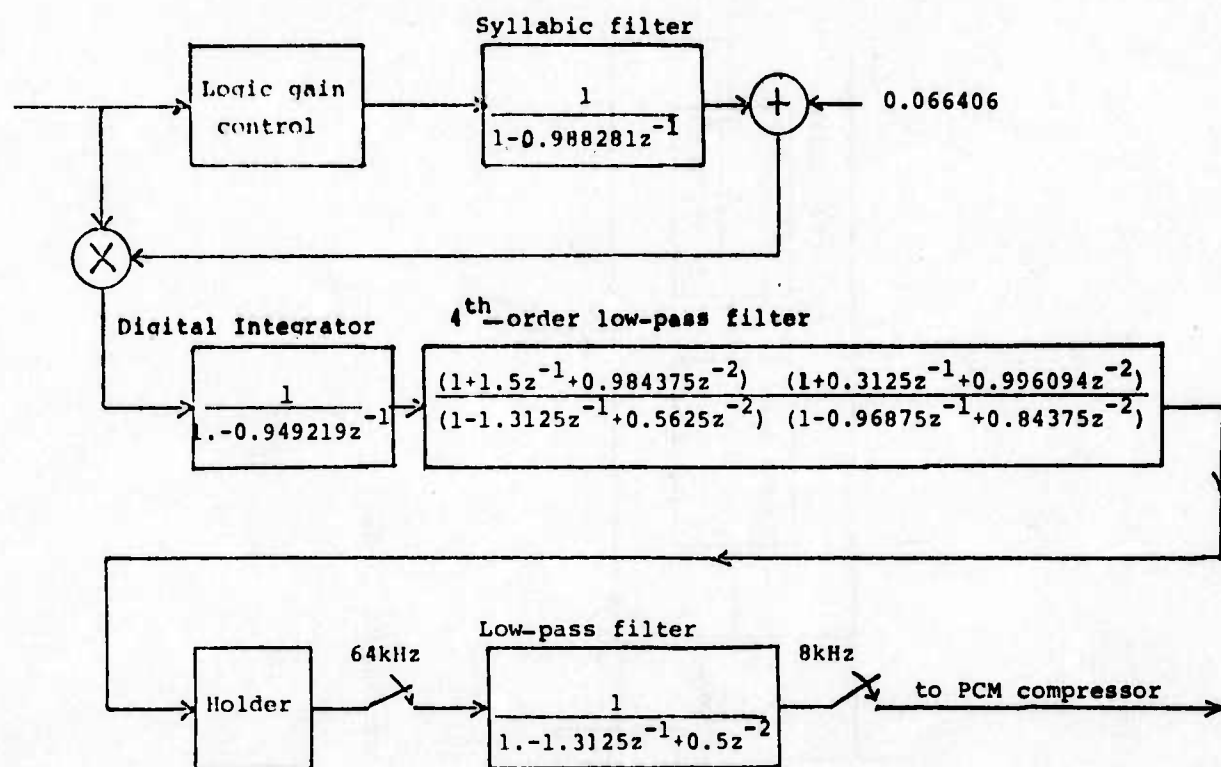 Syllabic filter
Logic gain
control
1
1-0.988281z⁻¹
+
0.066406
×
Digital Integrator
4ᵗʰ-order low-pass filter
1
1.-0.949219z⁻¹
(1+1.5z⁻¹+0.984375z⁻²) (1+0.3125z⁻¹+0.996094z⁻²)
(1-1.3125z⁻¹+0.5625z⁻²) (1-0.96875z⁻¹+0.84375z⁻²)
Low-pass filter
64kHz
8kHz
Holder
1
1.-1.3125z⁻¹+0.5z⁻²
to PCM compressor